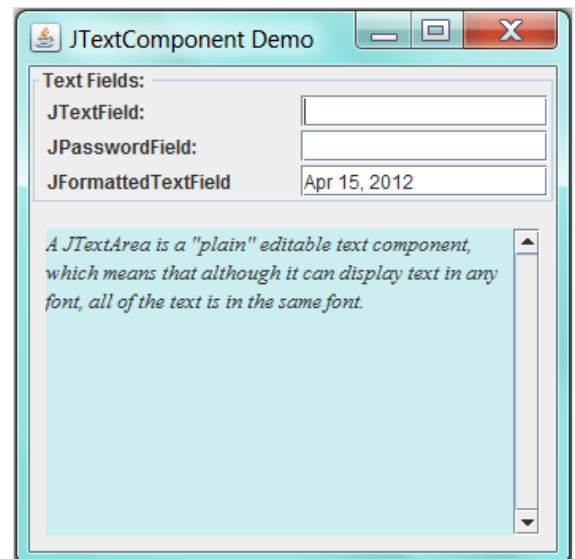 JTextComponent Demo
Text Fields:
JTextField:
JPasswordField:
JFormattedTextField Apr 15, 2012
A JTextArea is a "plain" editable text component,
which means that although it can display text in any
font, all of the text is in the same font.